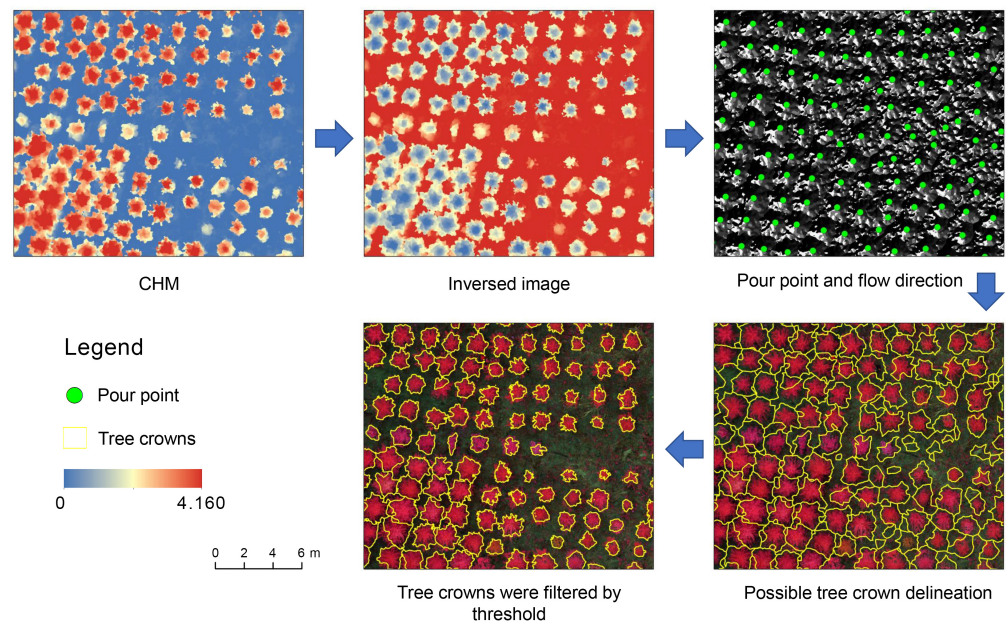 CHM
Inversed image
Pour point and flow direction
Legend
Pour point
Tree crowns
0 4.160
0 2 4 6 m
Tree crowns were filtered by
threshold
Possible tree crown delineation